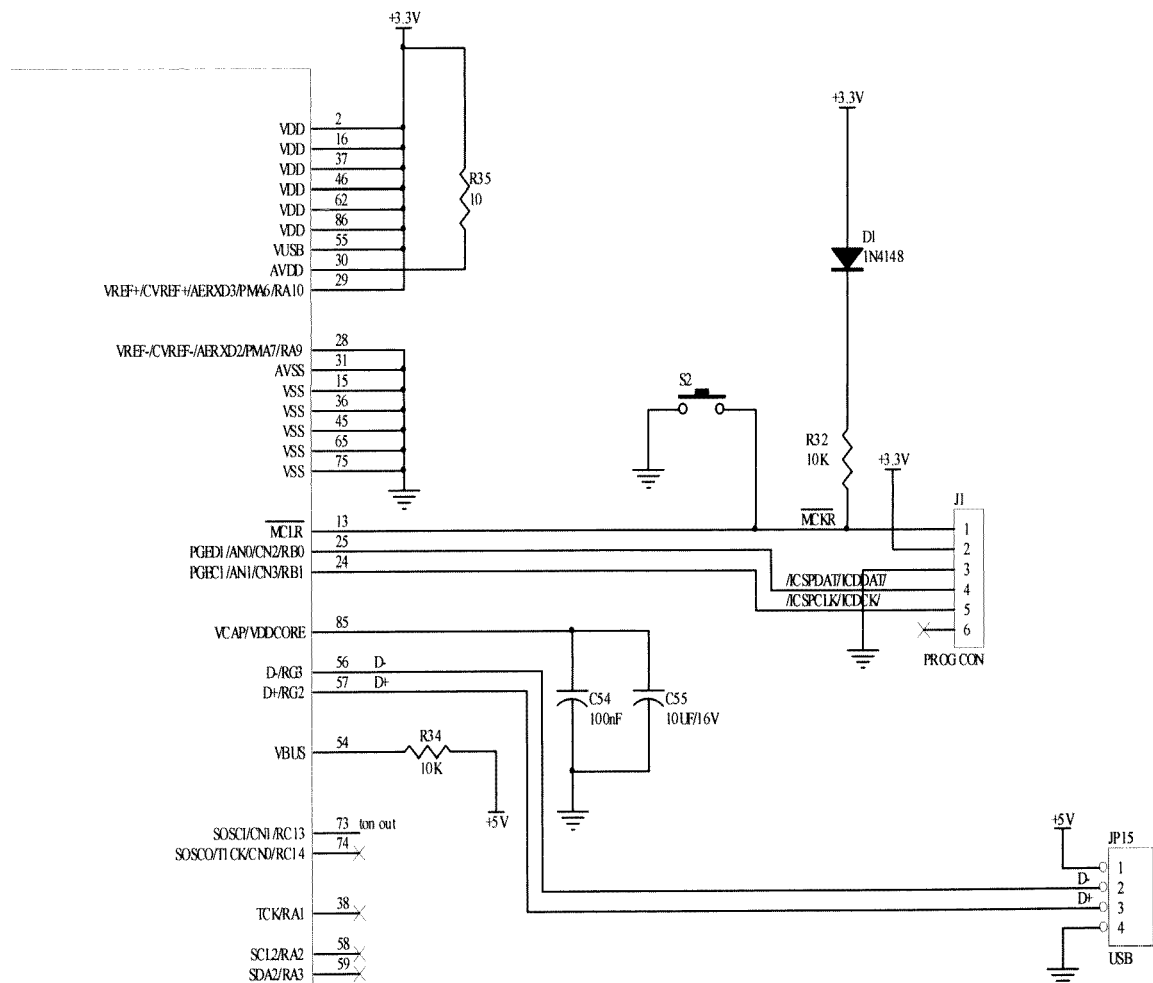 +3.3V
VDD 2
VDD 16
VDD 37
VDD 46
VDD 62
VDD 86
VUSB 55
AVDD 30
VREF+/CVREF+/AERXD3/PMA6/RA10 29
R35
10
+3.3V
D1
1N4148
VREF-/CVREF-/AERXD2/PMA7/RA9 28
AVSS 31
VSS 15
VSS 36
VSS 45
VSS 65
VSS 75
S2
R32
10K
+3.3V
J1
MCLR 13
MCKR
1
2
3
4
5
6
PROG CON
PGED1/AN0/CN2/RB0 25
PGEC1/AN1/CN3/RB1 24
/ICSPDAT/ICDDAT/
/ICSPCLK/ICDCK/
VCAP/VDDCORE 85
D-/RG3 56 D-
D+/RG2 57 D+
C54
100nF
C55
10UF/16V
VBUS 54
R34
10K
+5V
SOSCI/CN1/RC13 73 ton out
SOSCO/T1CK/CN0/RC14 74
TCK/RA1 38
SCL2/RA2 58
SDA2/RA3 59
+5V
JP15
1
D- 2
D+ 3
4
USB